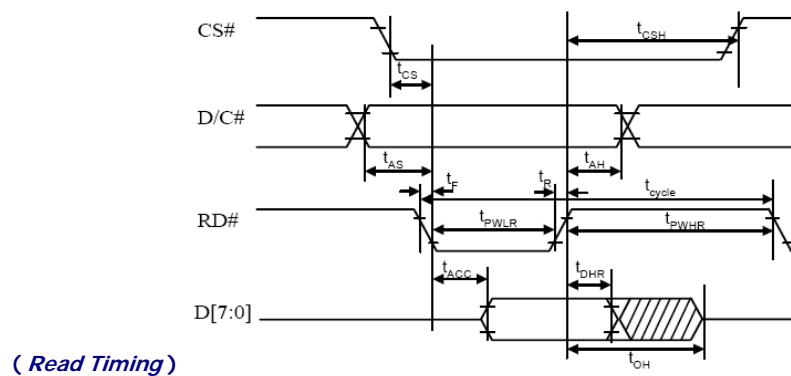 CS#
tCSH
tCS
D/C#
tAS
tF
tR
tAH
tcycle
RD#
tPWLR
tPWHR
tACC
tDHR
D[7:0]
tOH
( Read Timing )